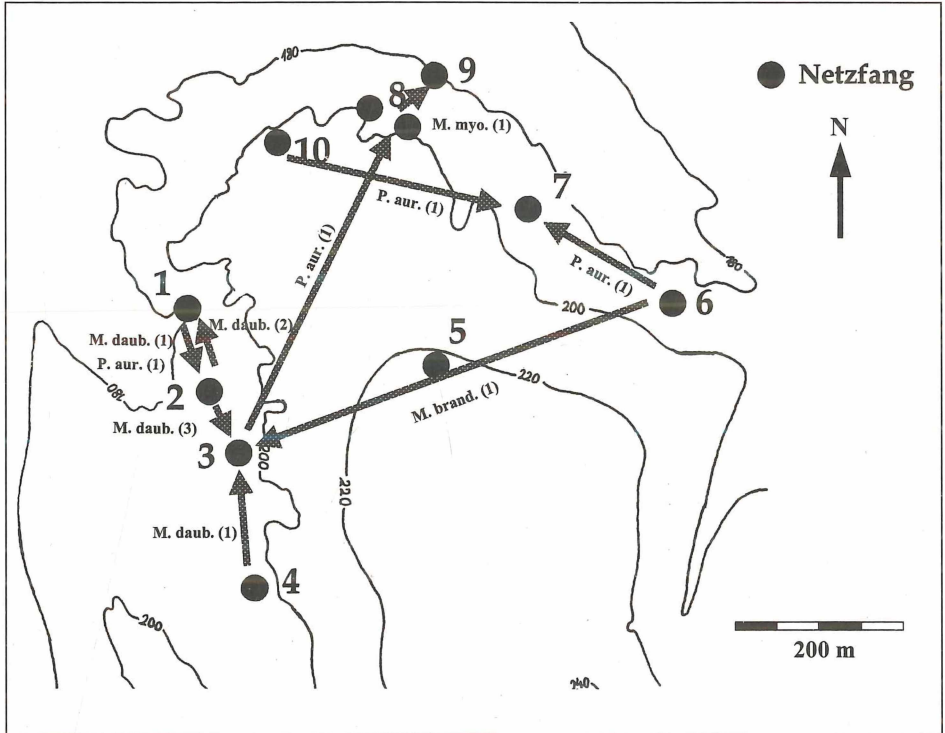 180
9
Netzfang
8
M. myo. (1)
N
10
7
P. aur. (1)
P. aur. (1)
P. aur. (1)
180
6
1
200
M. daub. (2)
M. daub. (1)
5
P. aur. (1)
180
2
220
M. brand. (1)
M. daub. (3)
3
200
220
M. daub. (1)
4
200
200 m
240